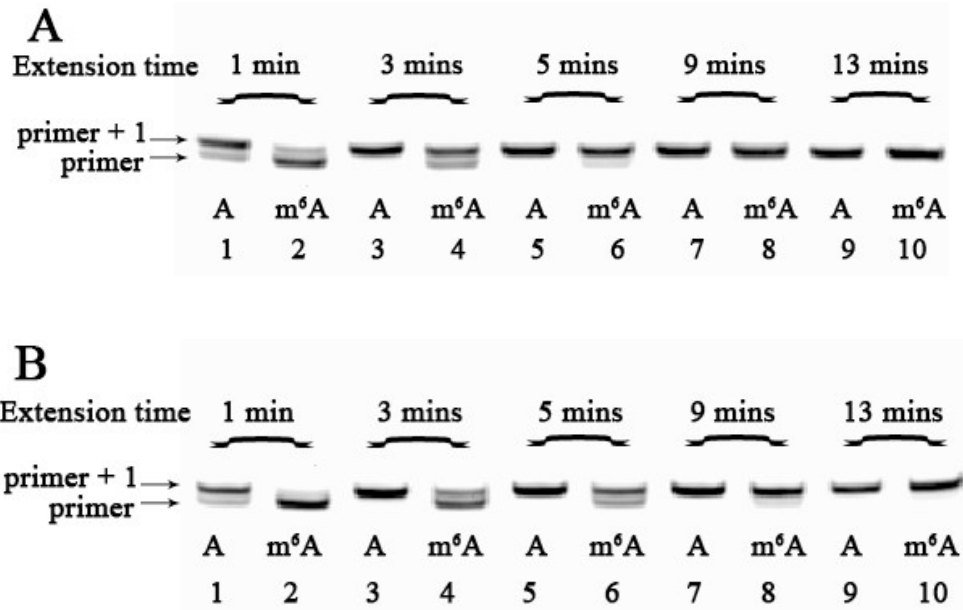 A
Extension time 1 min 3 mins 5 mins 9 mins 13 mins
primer + 1
primer
A m⁶A A m⁶A A m⁶A A m⁶A A m⁶A
1 2 3 4 5 6 7 8 9 10
B
Extension time 1 min 3 mins 5 mins 9 mins 13 mins
primer + 1
primer
A m⁶A A m⁶A A m⁶A A m⁶A A m⁶A
1 2 3 4 5 6 7 8 9 10